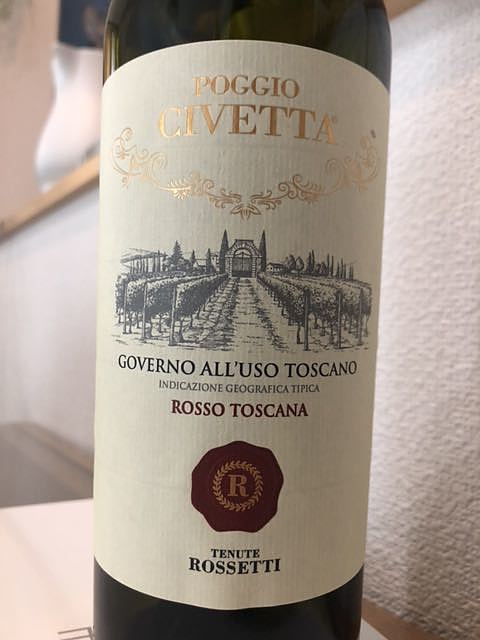 POGGIO
CIVETTA®
GOVERNO ALL'USO TOSCANO
INDICAZIONE GEOGRAFICA TIPICA
ROSSO TOSCANA
R
TENUTE
ROSSETTI